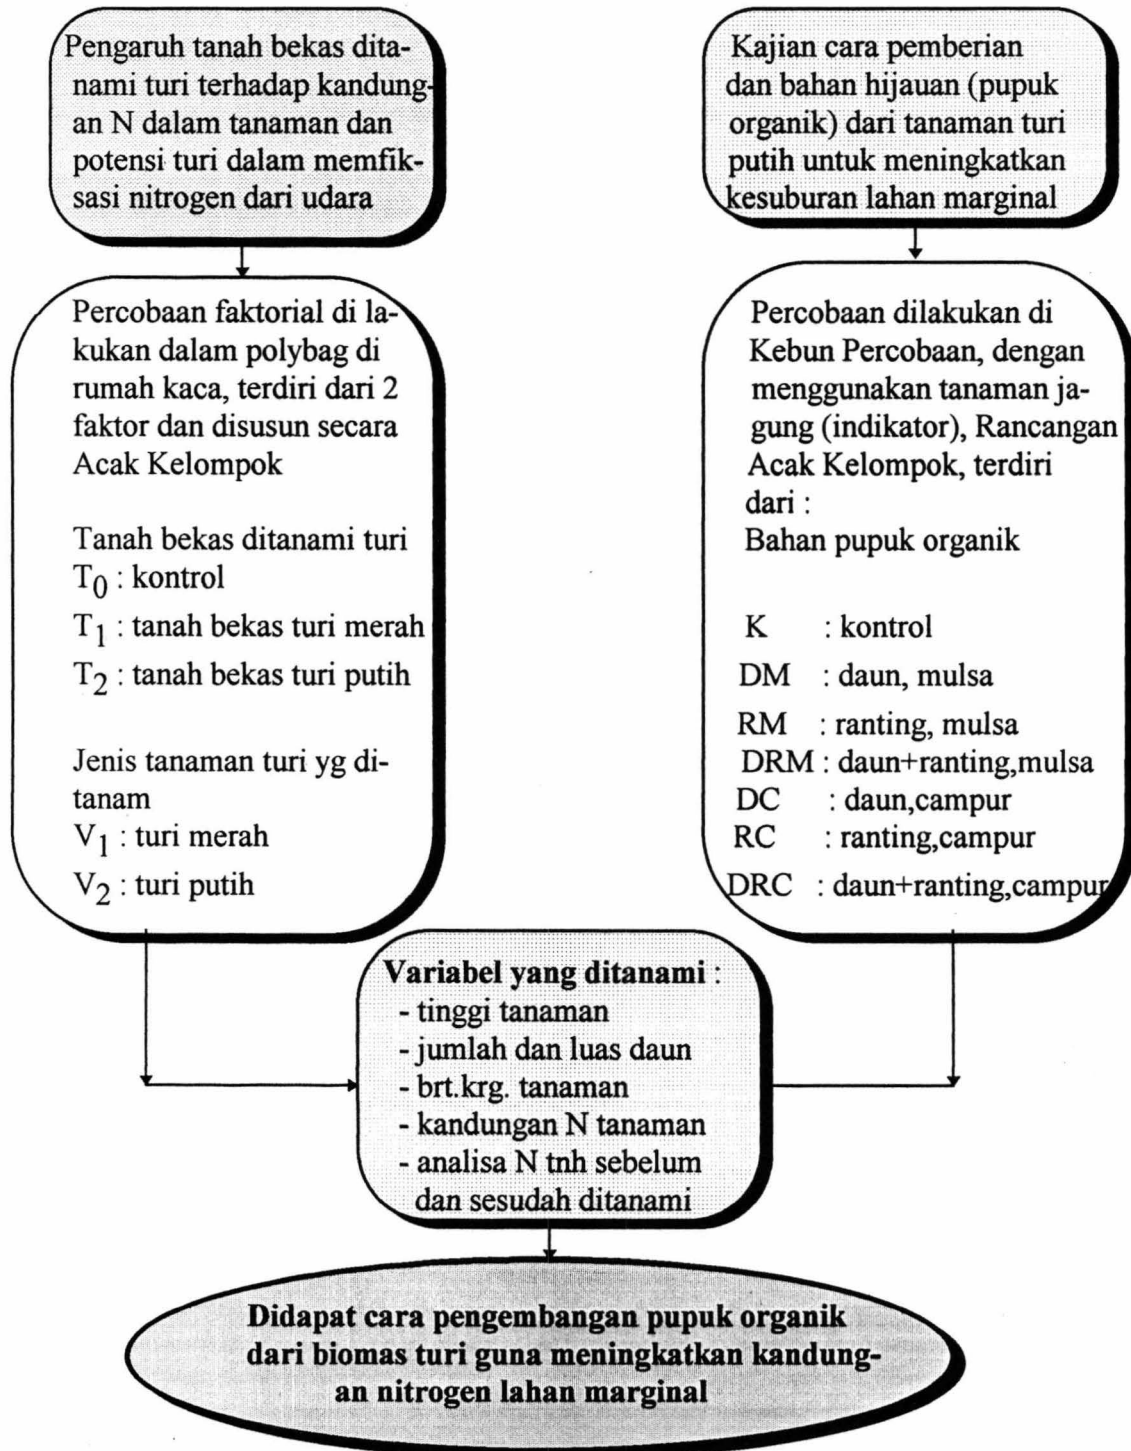 Pengaruh tanah bekas dita-
nami turi terhadap kandung-
an N dalam tanaman dan
potensi turi dalam memfik-
sasi nitrogen dari udara
Percobaan faktorial di la-
kukan dalam polybag di
rumah kaca, terdiri dari 2
faktor dan disusun secara
Acak Kelompok
Tanah bekas ditanami turi
T0 : kontrol
T1 : tanah bekas turi merah
T2 : tanah bekas turi putih
Jenis tanaman turi yg di-
tanam
V1 : turi merah
V2 : turi putih
Kajian cara pemberian
dan bahan hijauan (pupuk
organik) dari tanaman turi
putih untuk meningkatkan
kesuburan lahan marginal
Percobaan dilakukan di
Kebun Percobaan, dengan
menggunakan tanaman ja-
gung (indikator), Rancangan
Acak Kelompok, terdiri
dari :
Bahan pupuk organik
K : kontrol
DM : daun, mulsa
RM : ranting, mulsa
DRM : daun+ranting,mulsa
DC : daun,campur
RC : ranting,campur
DRC : daun+ranting,campur
Variabel yang ditanami :
- tinggi tanaman
- jumlah dan luas daun
- brt.krg. tanaman
- kandungan N tanaman
- analisa N tnh sebelum
dan sesudah ditanami
Didapat cara pengembangan pupuk organik
dari biomas turi guna meningkatkan kandung-
an nitrogen lahan marginal